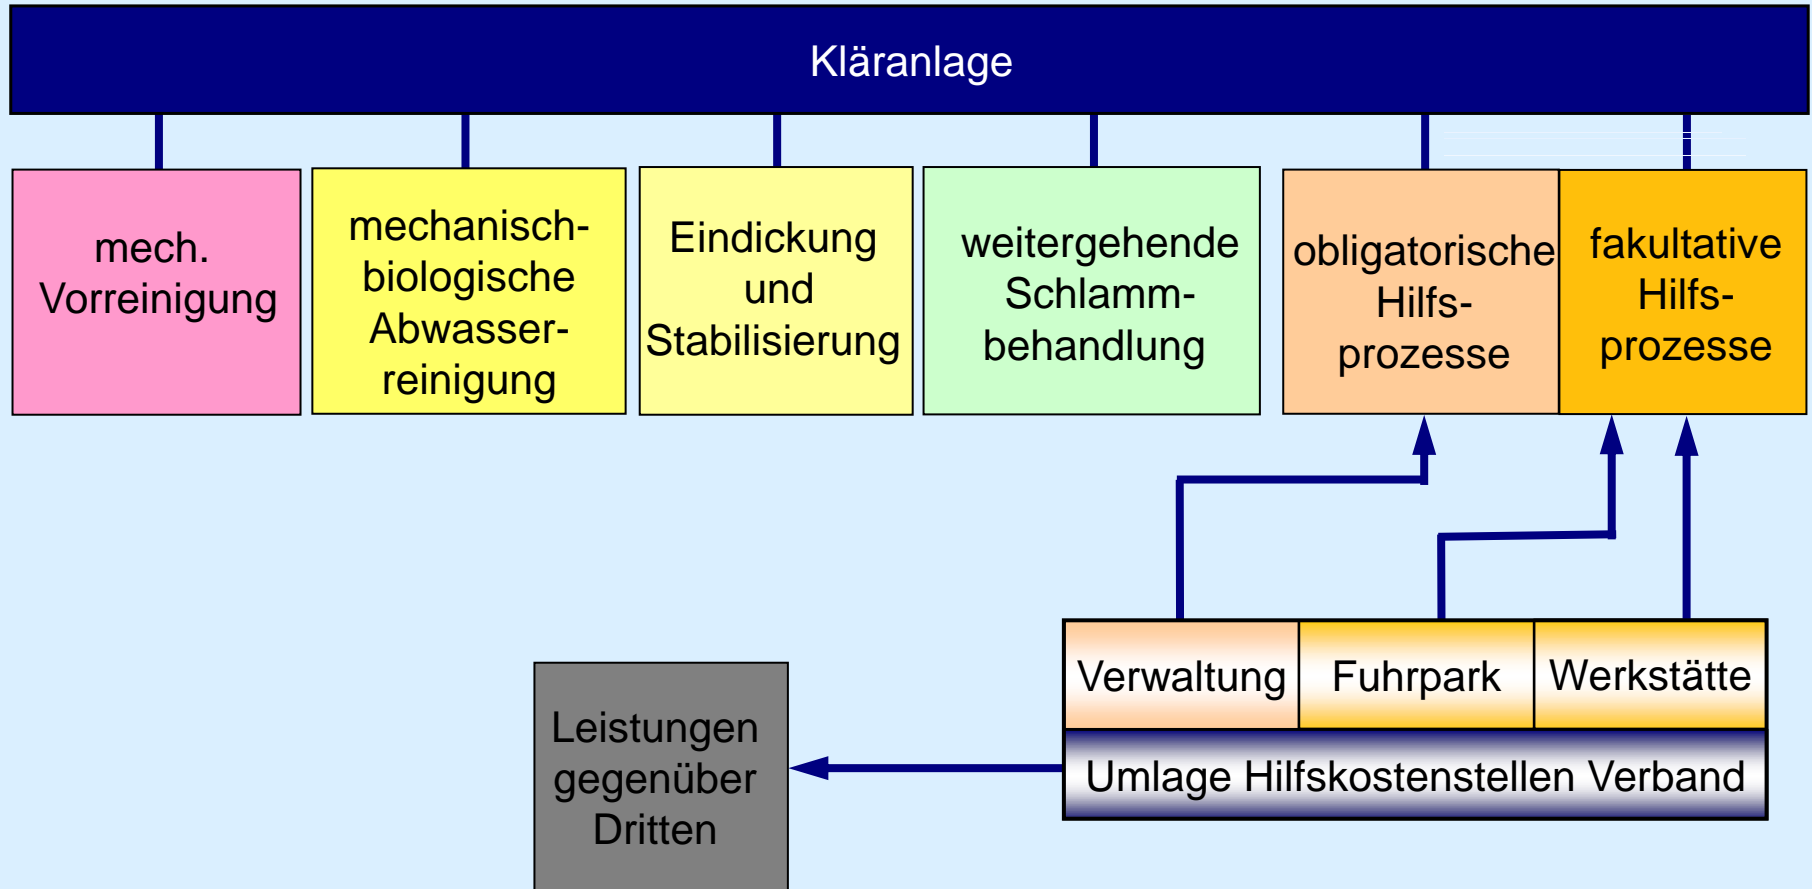 Kläranlage
mech.
Vorreinigung
mechanisch-
biologische
Abwasser-
reinigung
Eindickung
und
Stabilisierung
weitergehende
Schlamm-
behandlung
obligatorische
Hilfs-
prozesse
fakultative
Hilfs-
prozesse
Verwaltung
Fuhrpark
Werkstätte
Umlage Hilfskostenstellen Verband
Leistungen
gegenüber
Dritten